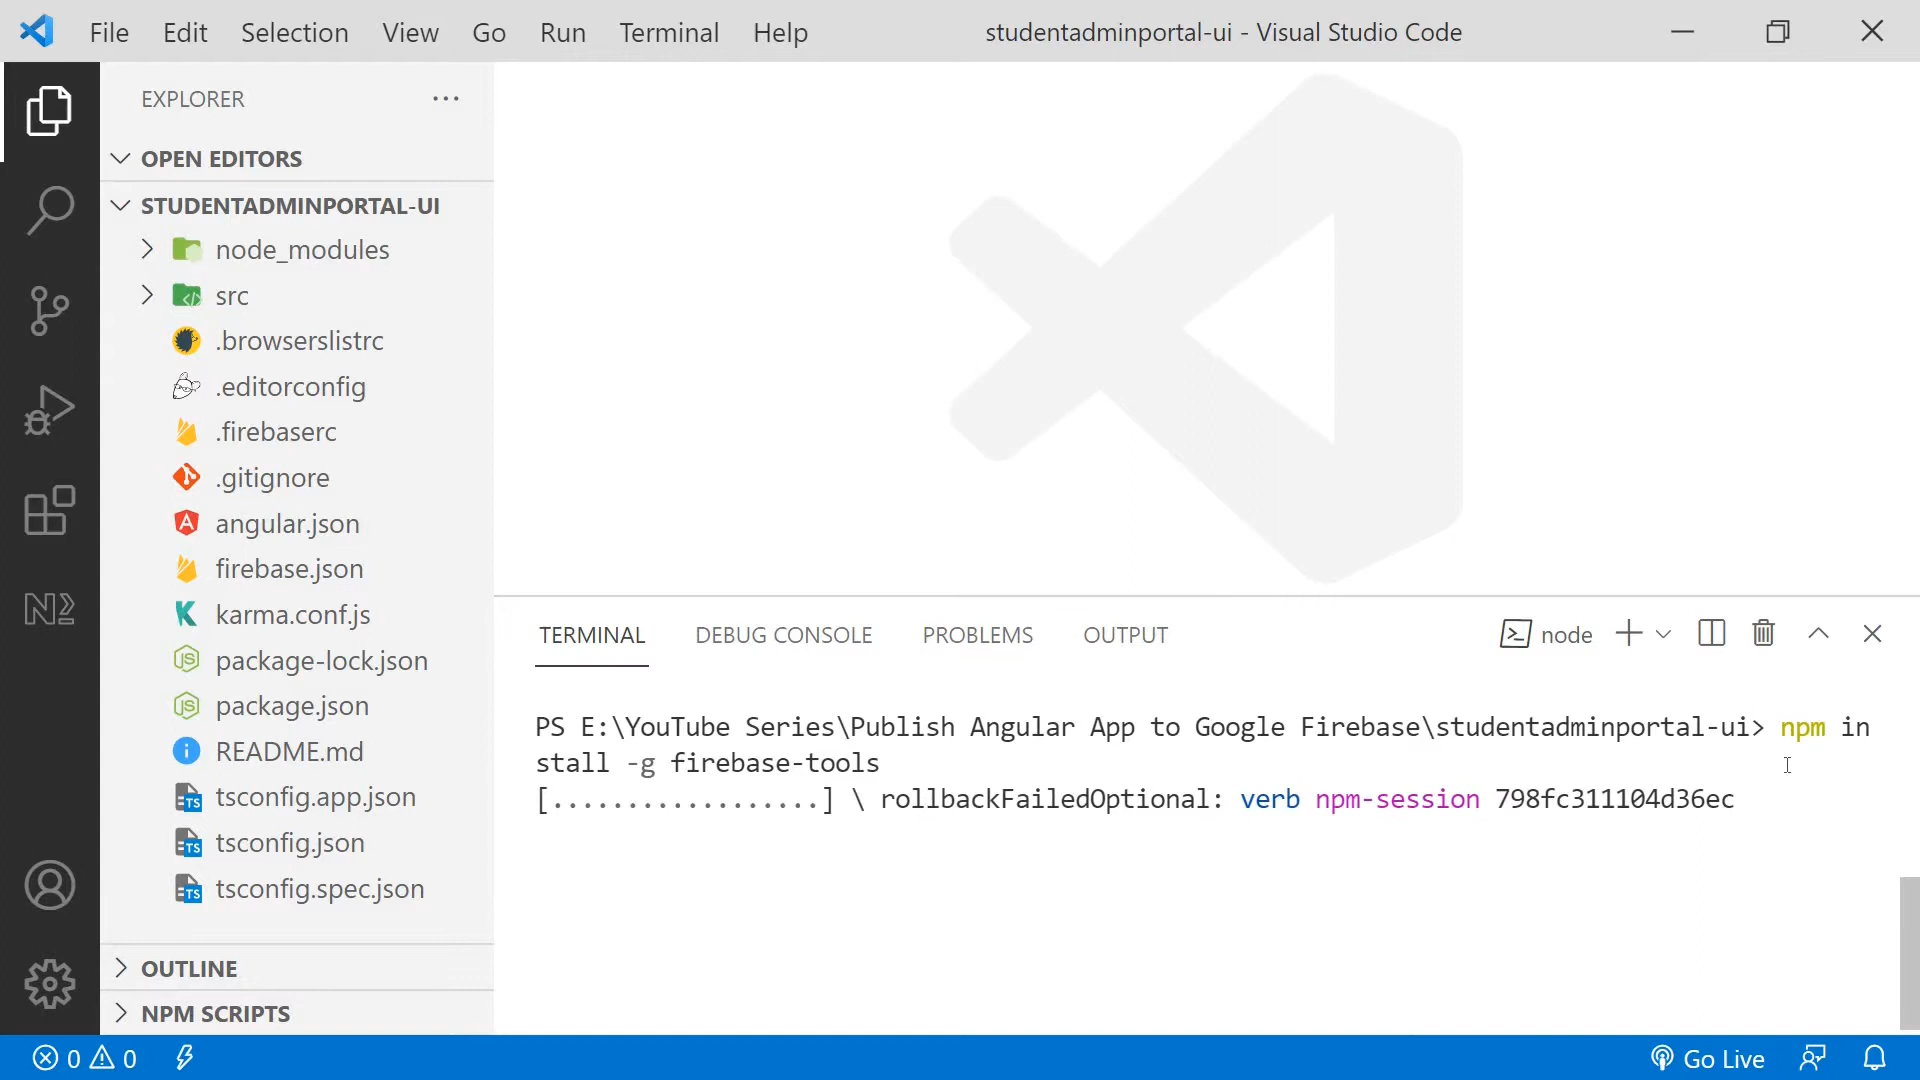 File Edit Selection View Go Run Terminal Help studentadminportal-ui - Visual Studio Code
EXPLORER
OPEN EDITORS
STUDENTADMINPORTAL-UI
node_modules
src
.browserslistrc
.editorconfig
.firebaserc
.gitignore
angular.json
firebase.json
karma.conf.js
package-lock.json
package.json
README.md
tsconfig.app.json
tsconfig.json
tsconfig.spec.json
OUTLINE
NPM SCRIPTS
TERMINAL DEBUG CONSOLE PROBLEMS OUTPUT node
PS E:\YouTube Series\Publish Angular App to Google Firebase\studentadminportal-ui> npm in
stall -g firebase-tools
[..................] \ rollbackFailedOptional: verb npm-session 798fc311104d36ec
0 0 Go Live